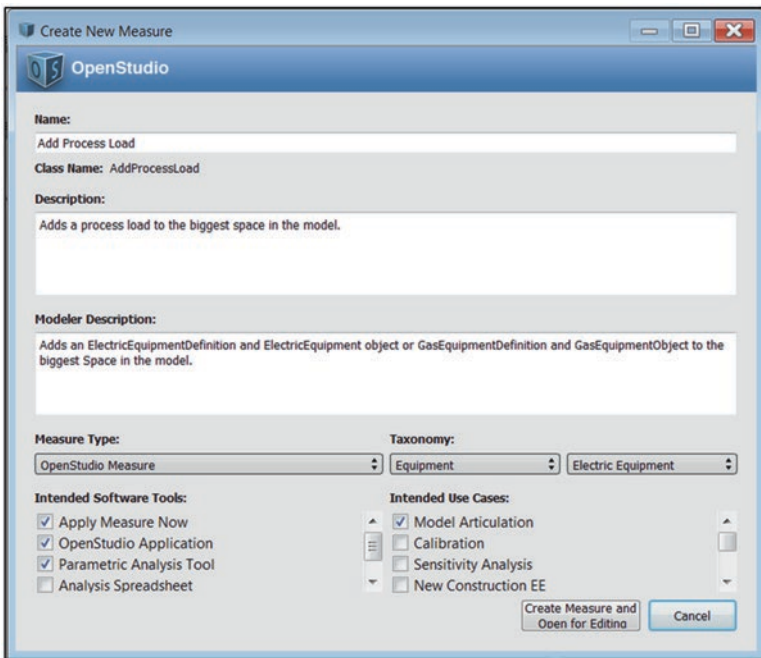 Create New Measure
OS OpenStudio
Name:
Add Process Load
Class Name: AddProcessLoad
Description:
Adds a process load to the biggest space in the model.
Modeler Description:
Adds an ElectricEquipmentDefinition and ElectricEquipment object or GasEquipmentDefinition and GasEquipmentObject to the
biggest Space in the model.
Measure Type:
Taxonomy:
OpenStudio Measure
Equipment
Electric Equipment
Intended Software Tools:
Intended Use Cases:
Apply Measure Now
Model Articulation
OpenStudio Application
Calibration
Parametric Analysis Tool
Sensitivity Analysis
Analysis Spreadsheet
New Construction EE
Create Measure and
Open for Editing
Cancel